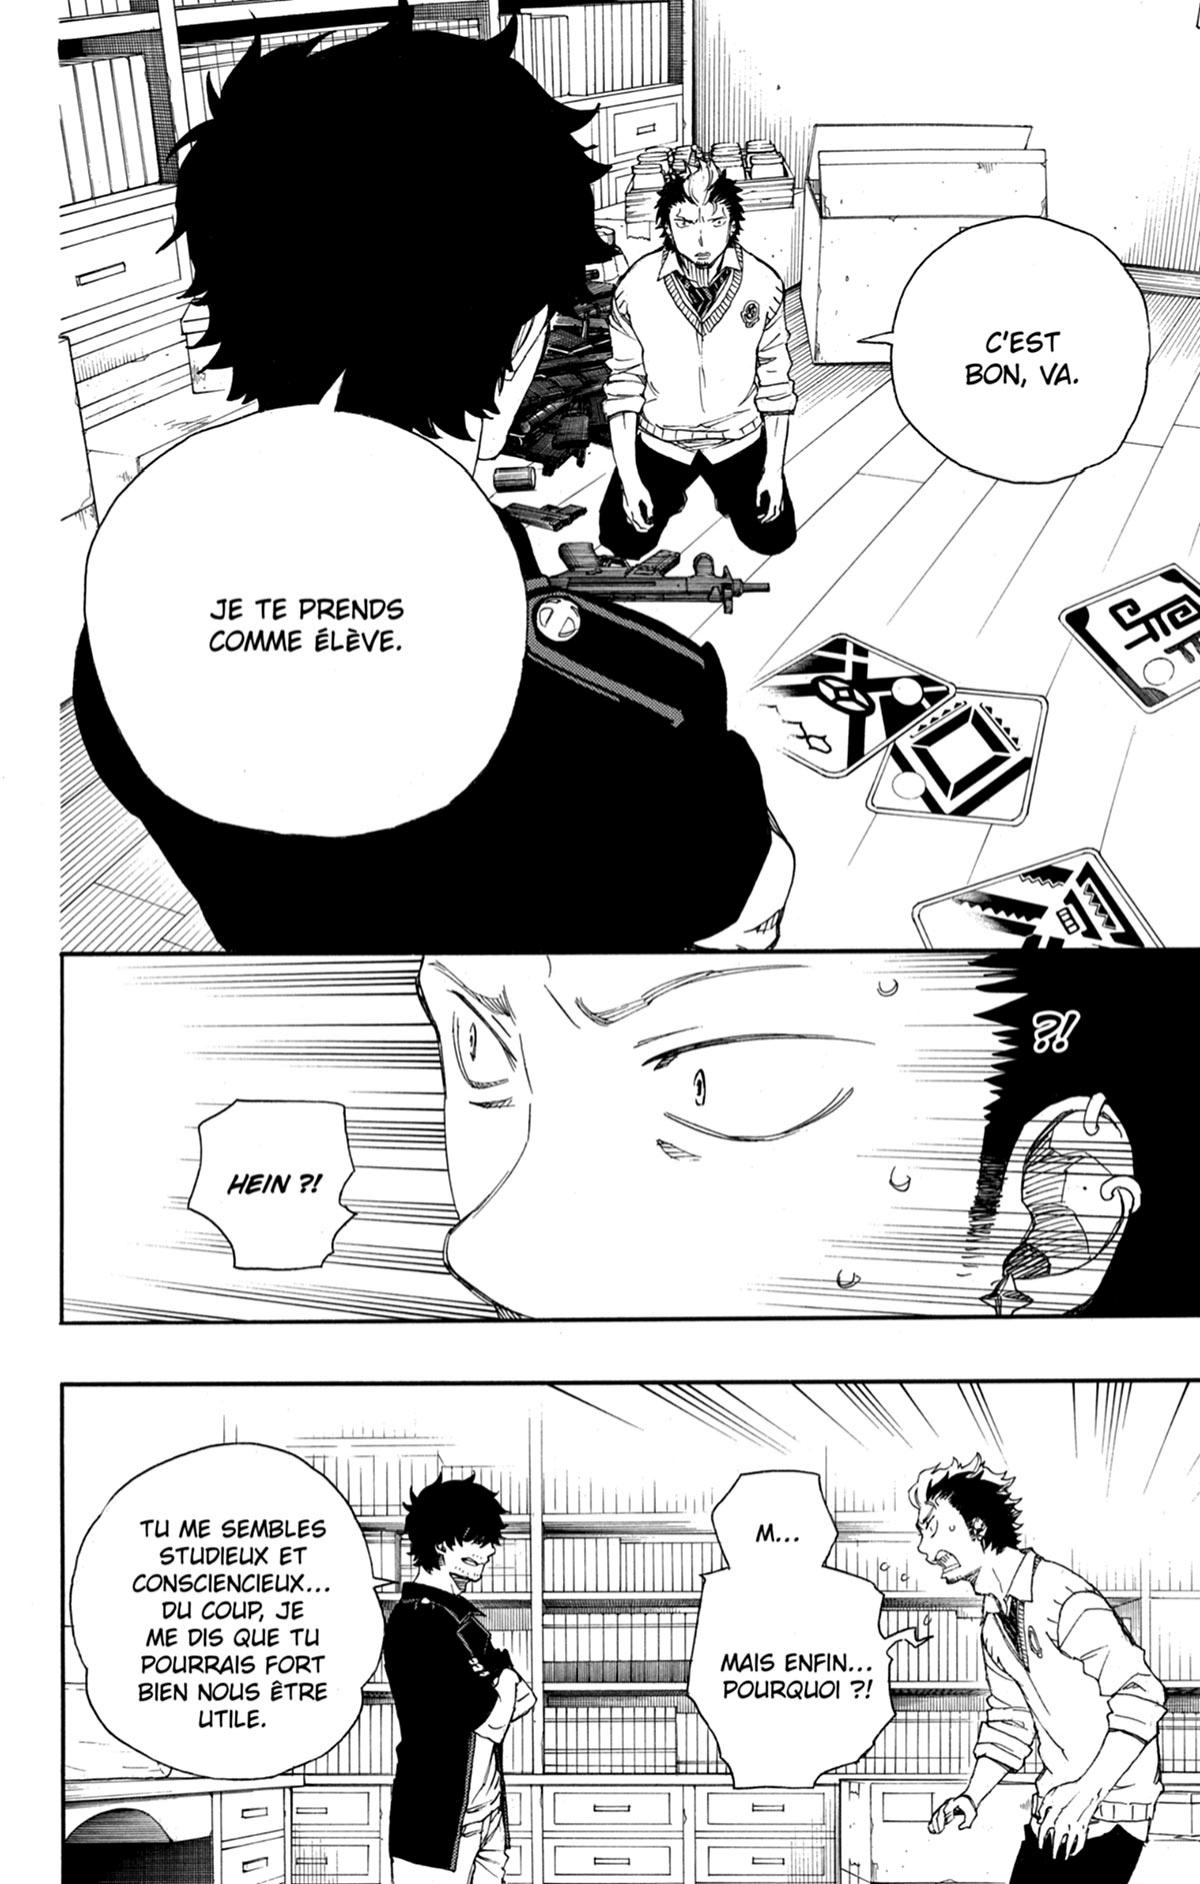 C'EST
BON, VA.
JE TE PRENDS
COMME ÉLÈVE.
?!
HEIN ?!
M...
MAIS ENFIN...
POURQUOI ?!
TU ME SEMBLES
STUDIEUX ET
CONSCIENCIEUX...
DU COUP, JE
ME DIS QUE TU
POURRAIS FORT
BIEN NOUS ÊTRE
UTILE.